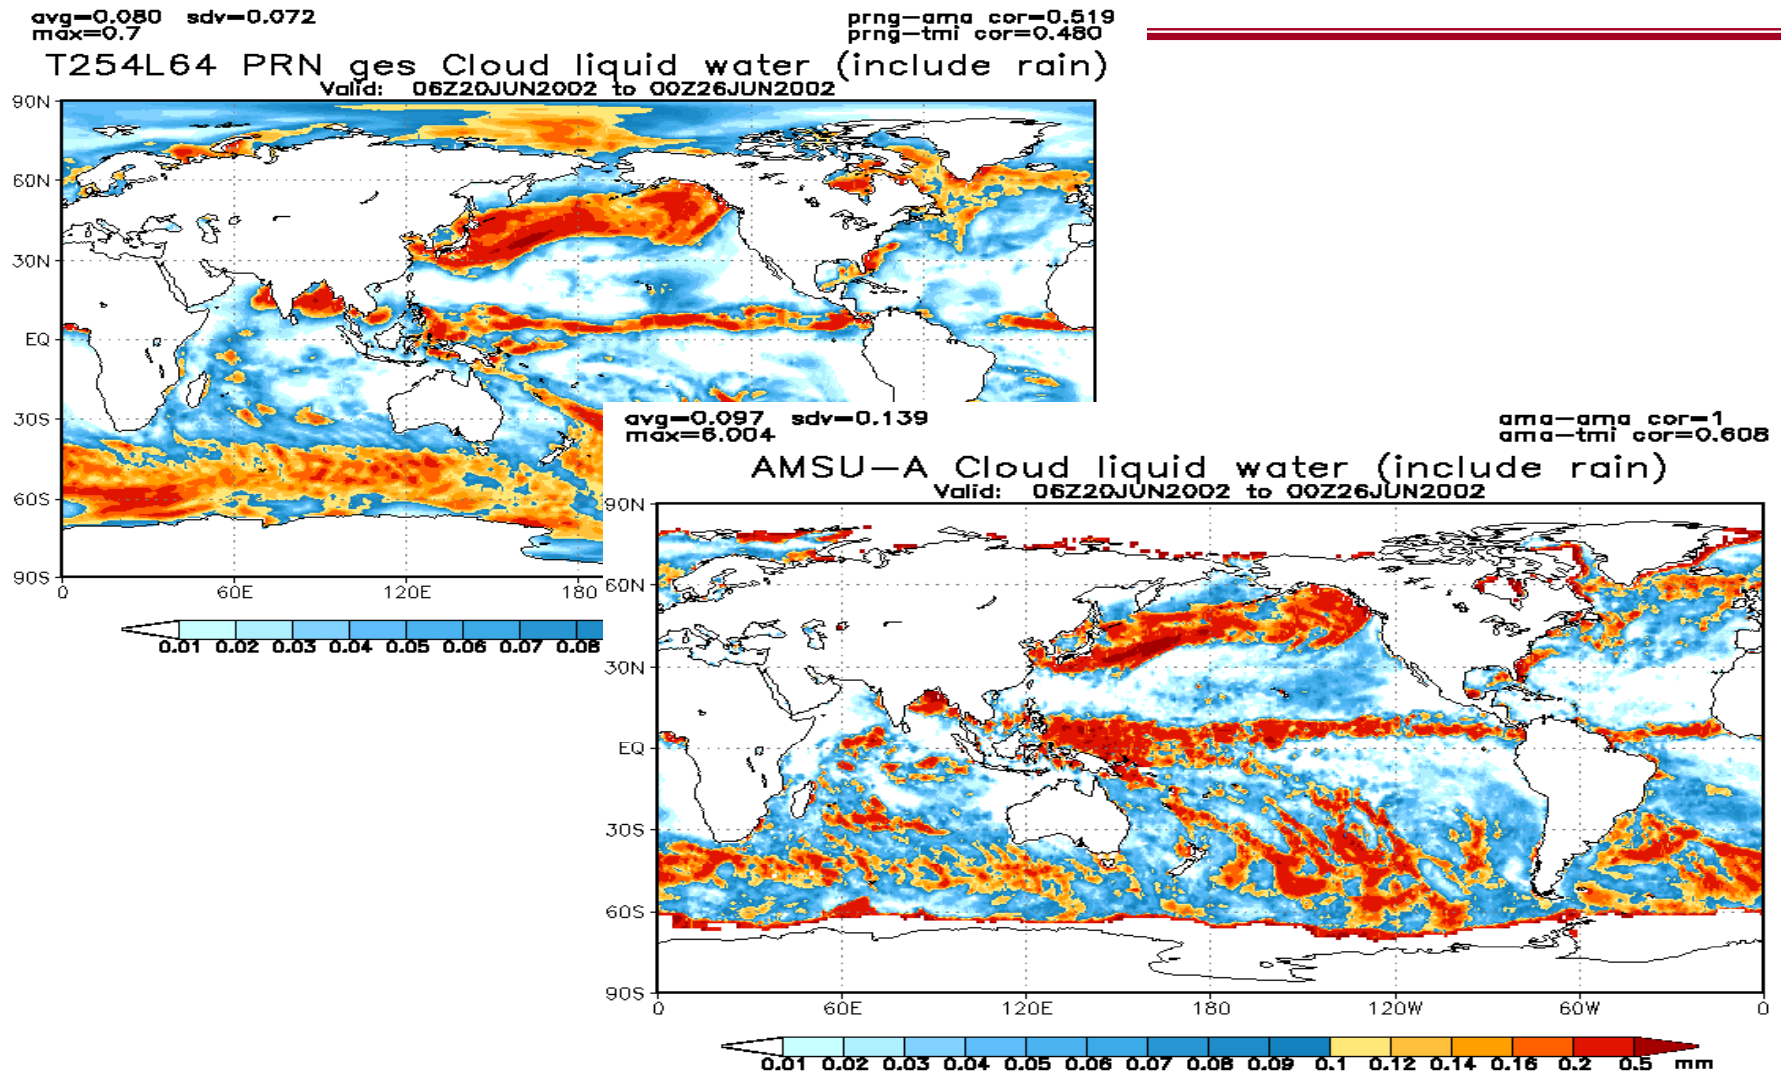 avg=0.080 sdv=0.072
max=0.7
prng-ama cor=0.519
prng-tmi cor=0.480
T254L64 PRN ges Cloud liquid water (include rain)
Valid: 06Z20JUN2002 to 00Z26JUN2002
90N
60N
30N
EQ
30S
60S
90S
0 60E 120E 180
0.01 0.02 0.03 0.04 0.05 0.06 0.07 0.08
avg=0.097 sdv=0.139
max=6.004
ama-ama cor=1
ama-tmi cor=0.608
AMSU-A Cloud liquid water (include rain)
Valid: 06Z20JUN2002 to 00Z26JUN2002
90N
60N
30N
EQ
30S
60S
90S
0 60E 120E 180 120W 60W 0
0.01 0.02 0.03 0.04 0.05 0.06 0.07 0.08 0.09 0.1 0.12 0.14 0.16 0.2 0.5 mm